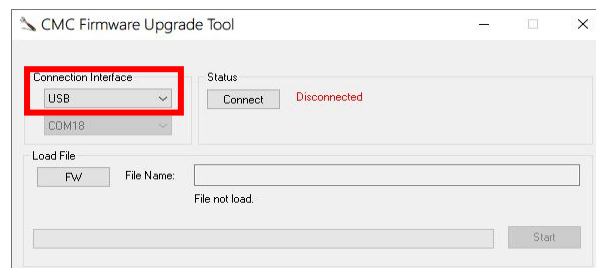 CMC Firmware Upgrade Tool
Connection Interface
USB
COM18
Status
Connect Disconnected
Load File
FW File Name:
File not load.
Start